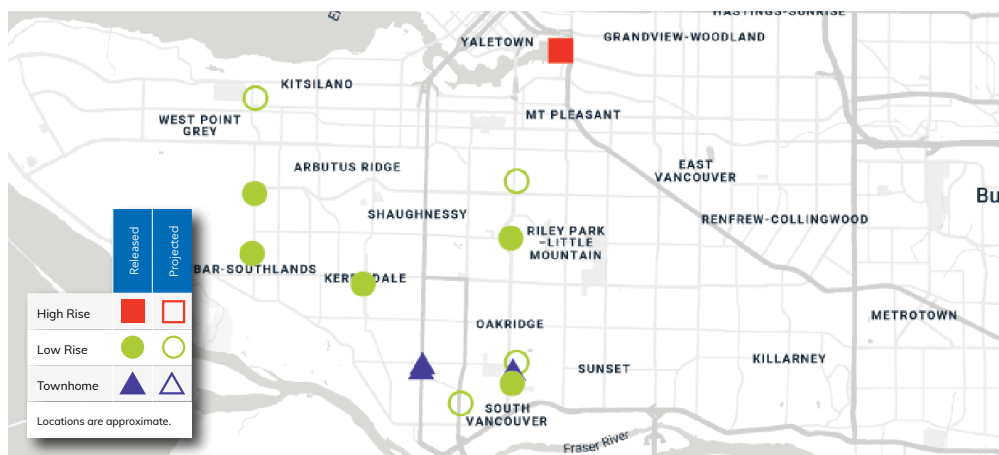 HASTINGS-SUNRISE
YALETOWN
GRANDVIEW-WOODLAND
KITSILANO
WEST POINT
GREY
MT PLEASANT
ARBUTUS RIDGE
EAST
VANCOUVER
Bu
SHAUGHNESSY
RENFREW-COLLINGWOOD
RILEY PARK
-LITTLE
MOUNTAIN
BAR-SOUTHLANDS
METROTOWN
OAKRIDGE
SUNSET
KILLARNEY
SOUTH
VANCOUVER
Fraser River
Released
Projected
High Rise
Low Rise
Townhome
Locations are approximate.